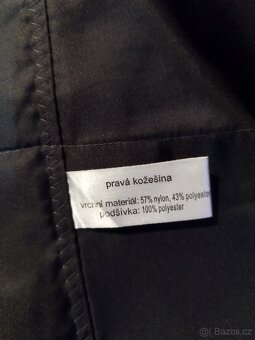 pravá kožešina
vrchní materiál: 57% nylon, 43% polyester
podšívka: 100% polyester
© Bazos.cz